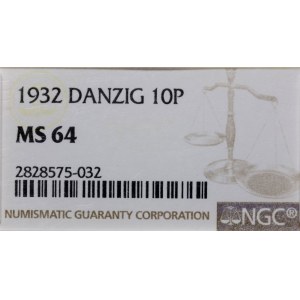 1932 DANZIG 10P
MS 64
2828575-032
NUMISMATIC GUARANTY CORPORATION
NGC®